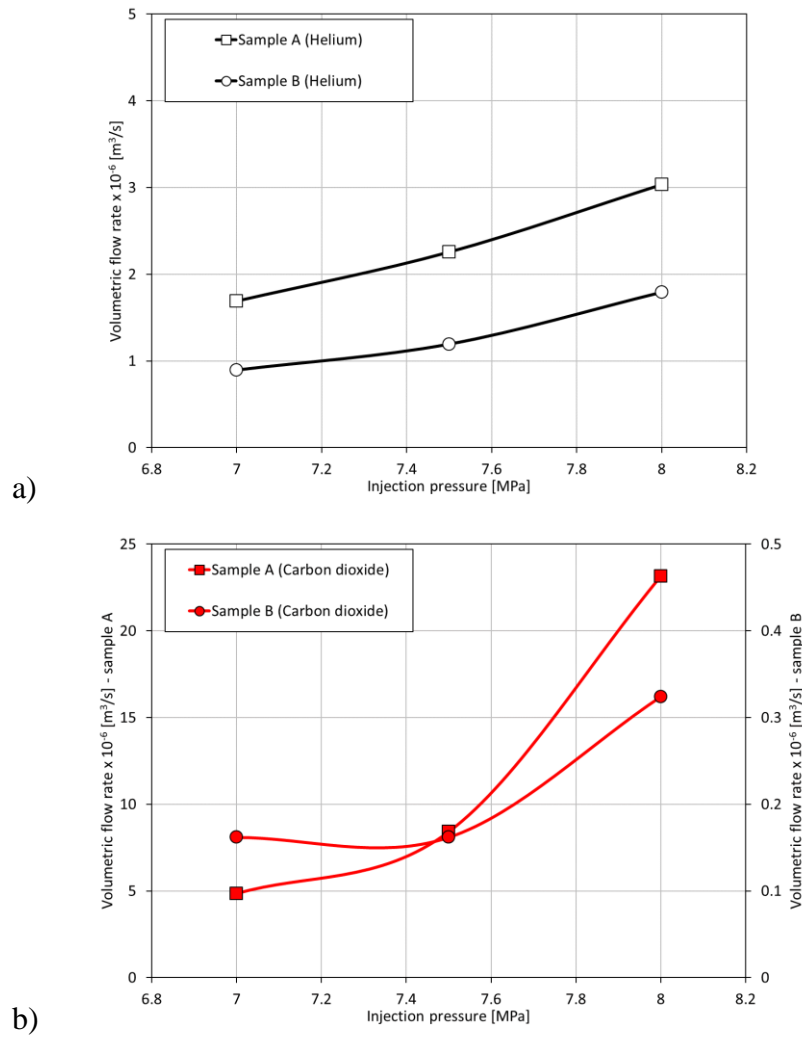 5
4
3
2
1
0
Volumetric flow rate x 10⁻⁶ [m³/s]
Sample A (Helium)
Sample B (Helium)
6.8 7 7.2 7.4 7.6 7.8 8 8.2
Injection pressure [MPa]
a)
25
20
15
10
5
0
Volumetric flow rate x 10⁻⁶ [m³/s] - sample A
Sample A (Carbon dioxide)
Sample B (Carbon dioxide)
0.5
0.4
0.3
0.2
0.1
0
Volumetric flow rate x 10⁻⁶ [m³/s] - sample B
6.8 7 7.2 7.4 7.6 7.8 8 8.2
Injection pressure [MPa]
b)